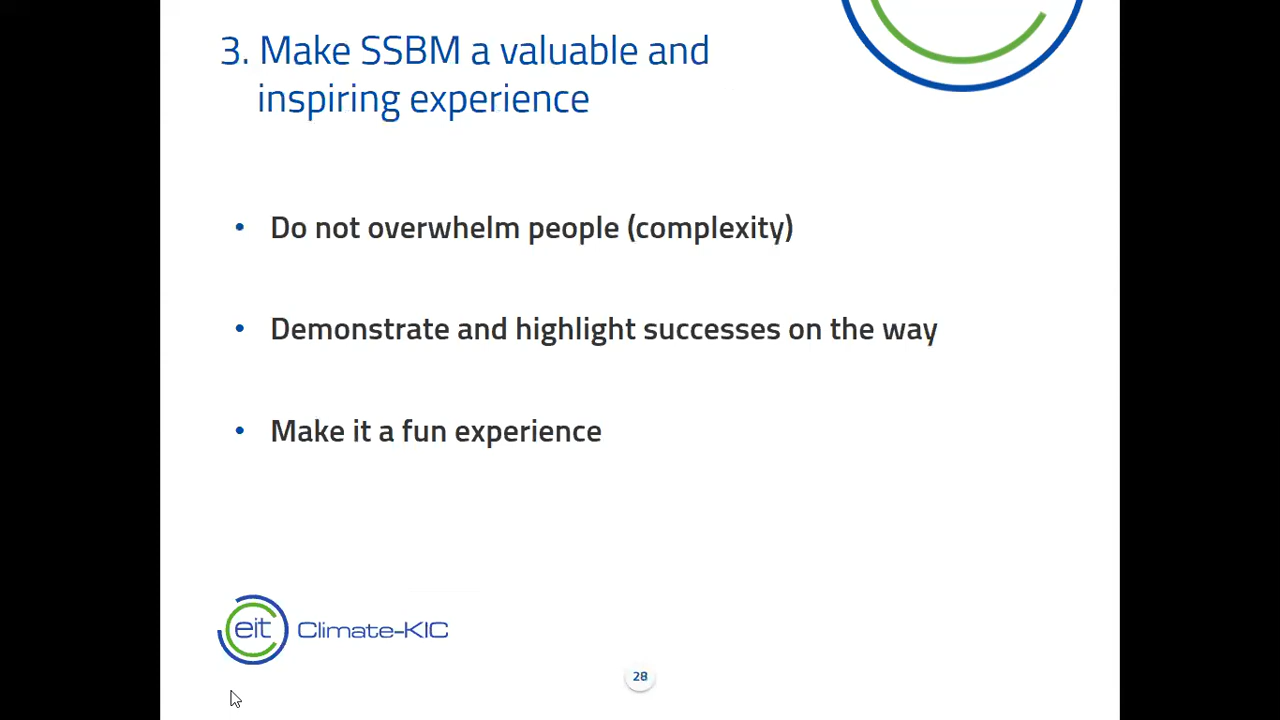 3. Make SSBM a valuable and
inspiring experience
• Do not overwhelm people (complexity)
• Demonstrate and highlight successes on the way
• Make it a fun experience
eit Climate-KIC
28